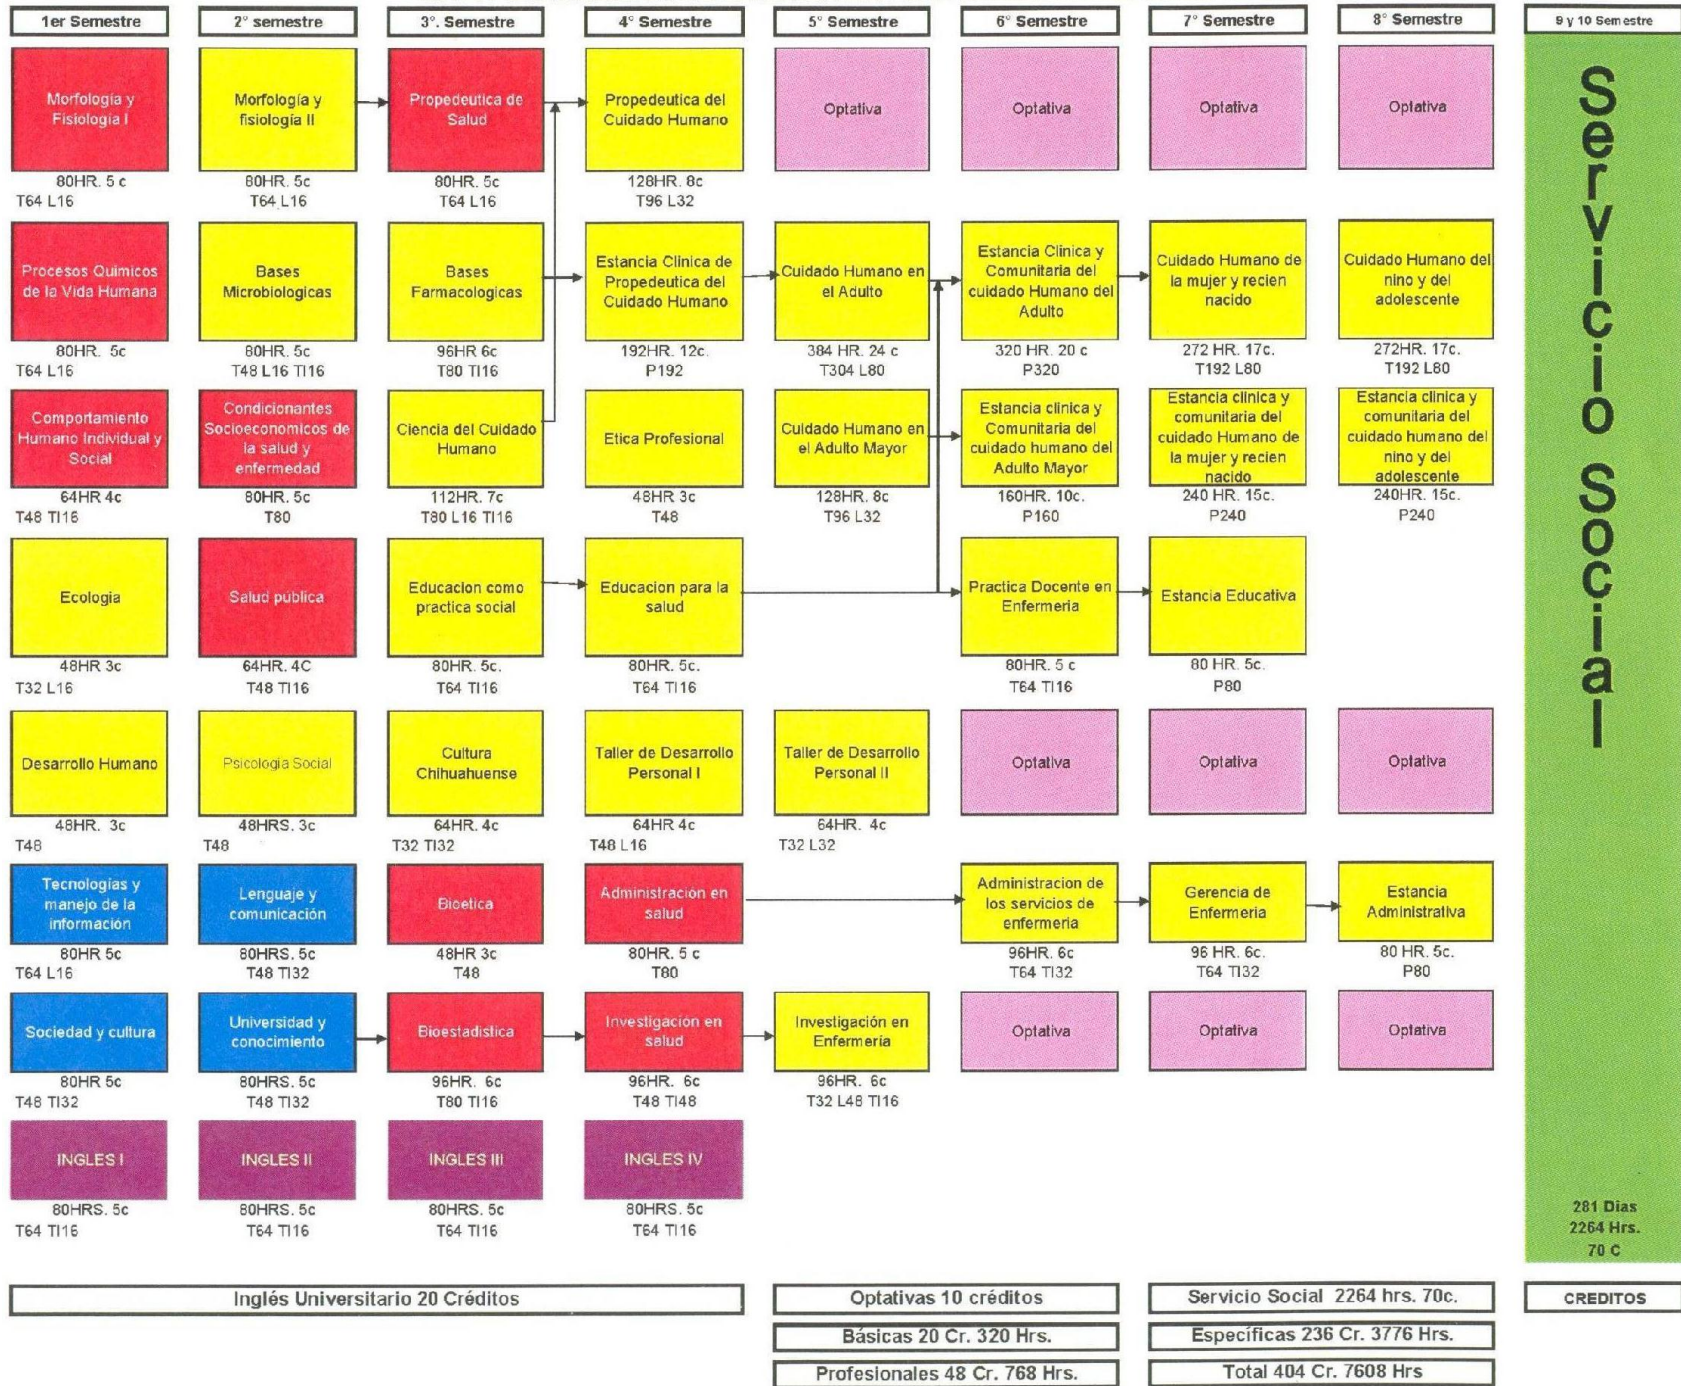 1er Semestre
2° semestre
3°. Semestre
4° Semestre
5° Semestre
6° Semestre
7° Semestre
8° Semestre
9 y 10 Semestre
Morfología y
Fisiología I
80HR. 5 c
T64 L16
Morfología y
fisiología II
80HR. 5c
T64 L16
Propedeutica de
Salud
80HR. 5c
T64 L16
Propedeutica del
Cuidado Humano
128HR. 8c
T96 L32
Optativa
Optativa
Optativa
Optativa
Procesos Quimicos
de la Vida Humana
80HR. 5c
T64 L16
Bases
Microbiologicas
80HR. 5c
T48 L16 TI16
Bases
Farmacologicas
96HR 6c
T80 TI16
Estancia Clinica de
Propedeutica del
Cuidado Humano
192HR. 12c.
P192
Cuidado Humano en
el Adulto
384 HR. 24 c
T304 L80
Estancia Clinica y
Comunitaria del
cuidado Humano del
Adulto
320 HR. 20 c
P320
Cuidado Humano de
la mujer y recien
nacido
272 HR. 17c.
T192 L80
Cuidado Humano del
nino y del
adolescente
272HR. 17c.
T192 L80
Comportamiento
Humano Individual y
Social
64HR 4c
T48 TI16
Condicionantes
Socioeconomicos de
la salud y
enfermedad
80HR. 5c
T80
Ciencia del Cuidado
Humano
112HR. 7c
T80 L16 TI16
Etica Profesional
48HR 3c
T48
Cuidado Humano en
el Adulto Mayor
128HR. 8c
T96 L32
Estancia clinica y
Comunitaria del
cuidado humano del
Adulto Mayor
160HR. 10c.
P160
Estancia clinica y
comunitaria del
cuidado Humano de
la mujer y recien
nacido
240 HR. 15c.
P240
Estancia clinica y
comunitaria del
cuidado humano del
nino y del
adolescente
240HR. 15c.
P240
Ecologia
48HR 3c
T32 L16
Salud pública
64HR. 4C
T48 TI16
Educacion como
practica social
80HR. 5c.
T64 TI16
Educacion para la
salud
80HR. 5c.
T64 TI16
Practica Docente en
Enfermeria
80HR. 5 c
T64 TI16
Estancia Educativa
80 HR. 5c.
P80
Desarrollo Humano
48HR. 3c
T48
Psicologia Social
48HRS. 3c
T48
Cultura
Chihuahuense
64HR. 4c
T32 TI32
Taller de Desarrollo
Personal I
64HR 4c
T48 L16
Taller de Desarrollo
Personal II
64HR. 4c
T32 L32
Optativa
Optativa
Optativa
Tecnologías y
manejo de la
información
80HR 5c
T64 L16
Lenguaje y
comunicación
80HRS. 5c
T48 TI32
Bioetica
48HR 3c
T48
Administración en
salud
80HR. 5 c
T80
Administracion de
los servicios de
enfermeria
96HR. 6c
T64 TI32
Gerencia de
Enfermeria
96 HR. 6c.
T64 TI32
Estancia
Administrativa
80 HR. 5c.
P80
Sociedad y cultura
80HR 5c
T48 TI32
Universidad y
conocimiento
80HRS. 5c
T48 TI32
Bioestadistica
96HR. 6c
T80 TI16
Investigación en
salud
96HR. 6c
T48 TI48
Investigación en
Enfermería
96HR. 6c
T32 L48 TI16
Optativa
Optativa
Optativa
INGLES I
80HRS. 5c
T64 TI16
INGLES II
80HRS. 5c
T64 TI16
INGLES III
80HRS. 5c
T64 TI16
INGLES IV
80HRS. 5c
T64 TI16
Servicio Social
281 Dias
2264 Hrs.
70 C
Inglés Universitario 20 Créditos
Optativas 10 créditos
Servicio Social 2264 hrs. 70c.
CREDITOS
Básicas 20 Cr. 320 Hrs.
Específicas 236 Cr. 3776 Hrs.
Profesionales 48 Cr. 768 Hrs.
Total 404 Cr. 7608 Hrs